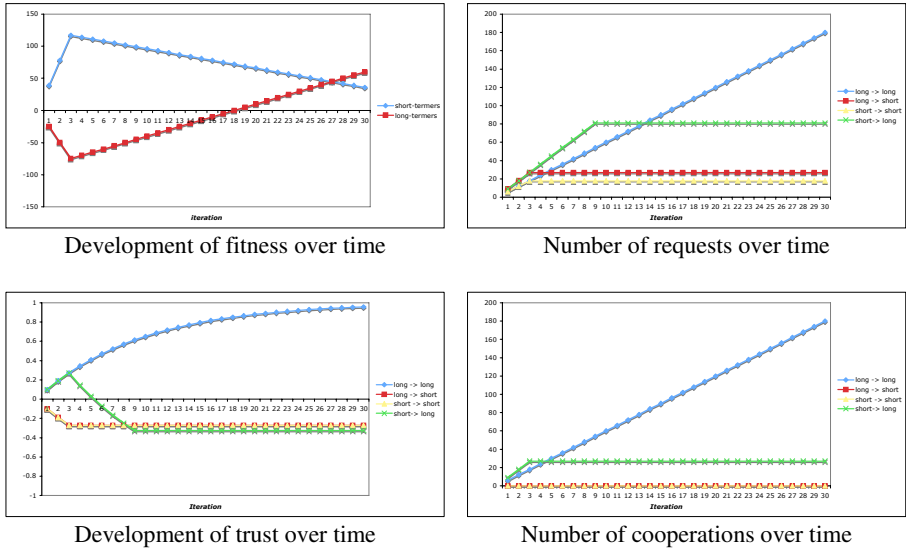 150
100
50
0
-50
-100
-150
1 2 3 4 5 6 7 8 9 10 11 12 13 14 15 16 17 18 19 20 21 22 23 24 25 26 27 28 29 30
short-termers
long-termers
iteration
Development of fitness over time
200
180
160
140
120
100
80
60
40
20
0
1 2 3 4 5 6 7 8 9 10 11 12 13 14 15 16 17 18 19 20 21 22 23 24 25 26 27 28 29 30
long -> long
long -> short
short -> short
short-> long
Iteration
Number of requests over time
1
0.8
0.6
0.4
0.2
0
-0.2
-0.4
-0.6
-0.8
-1
1 2 3 4 5 6 7 8 9 10 11 12 13 14 15 16 17 18 19 20 21 22 23 24 25 26 27 28 29 30
long -> long
long -> short
short -> short
short-> long
Iteration
Development of trust over time
200
180
160
140
120
100
80
60
40
20
0
1 2 3 4 5 6 7 8 9 10 11 12 13 14 15 16 17 18 19 20 21 22 23 24 25 26 27 28 29 30
long -> long
long -> short
short -> short
short-> long
Iteration
Number of cooperations over time